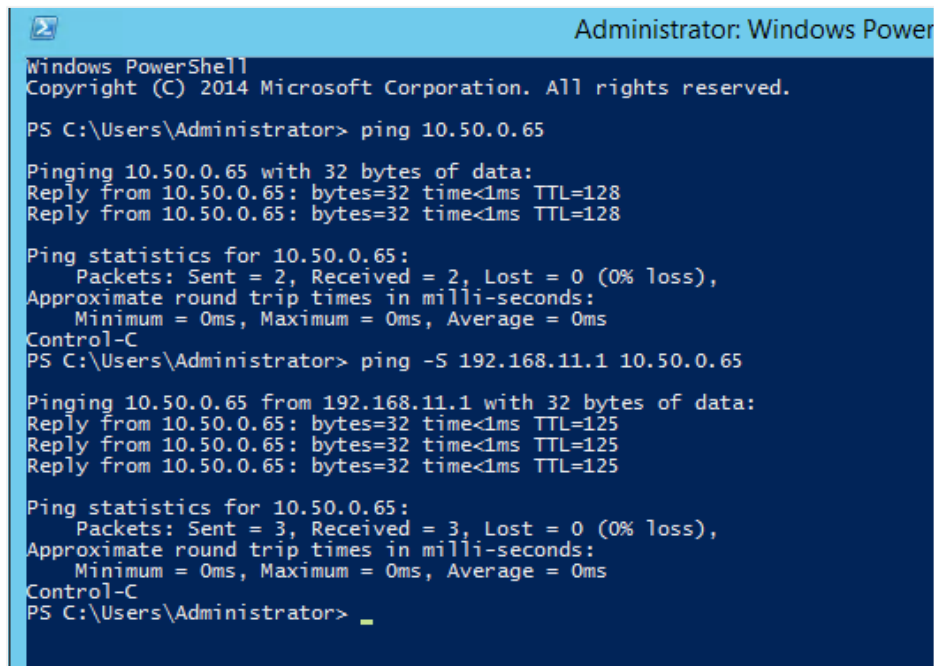 Administrator: Windows Power
Windows PowerShell
Copyright (C) 2014 Microsoft Corporation. All rights reserved.
PS C:\Users\Administrator> ping 10.50.0.65
Pinging 10.50.0.65 with 32 bytes of data:
Reply from 10.50.0.65: bytes=32 time<1ms TTL=128
Reply from 10.50.0.65: bytes=32 time<1ms TTL=128
Ping statistics for 10.50.0.65:
    Packets: Sent = 2, Received = 2, Lost = 0 (0% loss),
Approximate round trip times in milli-seconds:
    Minimum = 0ms, Maximum = 0ms, Average = 0ms
Control-C
PS C:\Users\Administrator> ping -S 192.168.11.1 10.50.0.65
Pinging 10.50.0.65 from 192.168.11.1 with 32 bytes of data:
Reply from 10.50.0.65: bytes=32 time<1ms TTL=125
Reply from 10.50.0.65: bytes=32 time<1ms TTL=125
Reply from 10.50.0.65: bytes=32 time<1ms TTL=125
Ping statistics for 10.50.0.65:
    Packets: Sent = 3, Received = 3, Lost = 0 (0% loss),
Approximate round trip times in milli-seconds:
    Minimum = 0ms, Maximum = 0ms, Average = 0ms
Control-C
PS C:\Users\Administrator> _